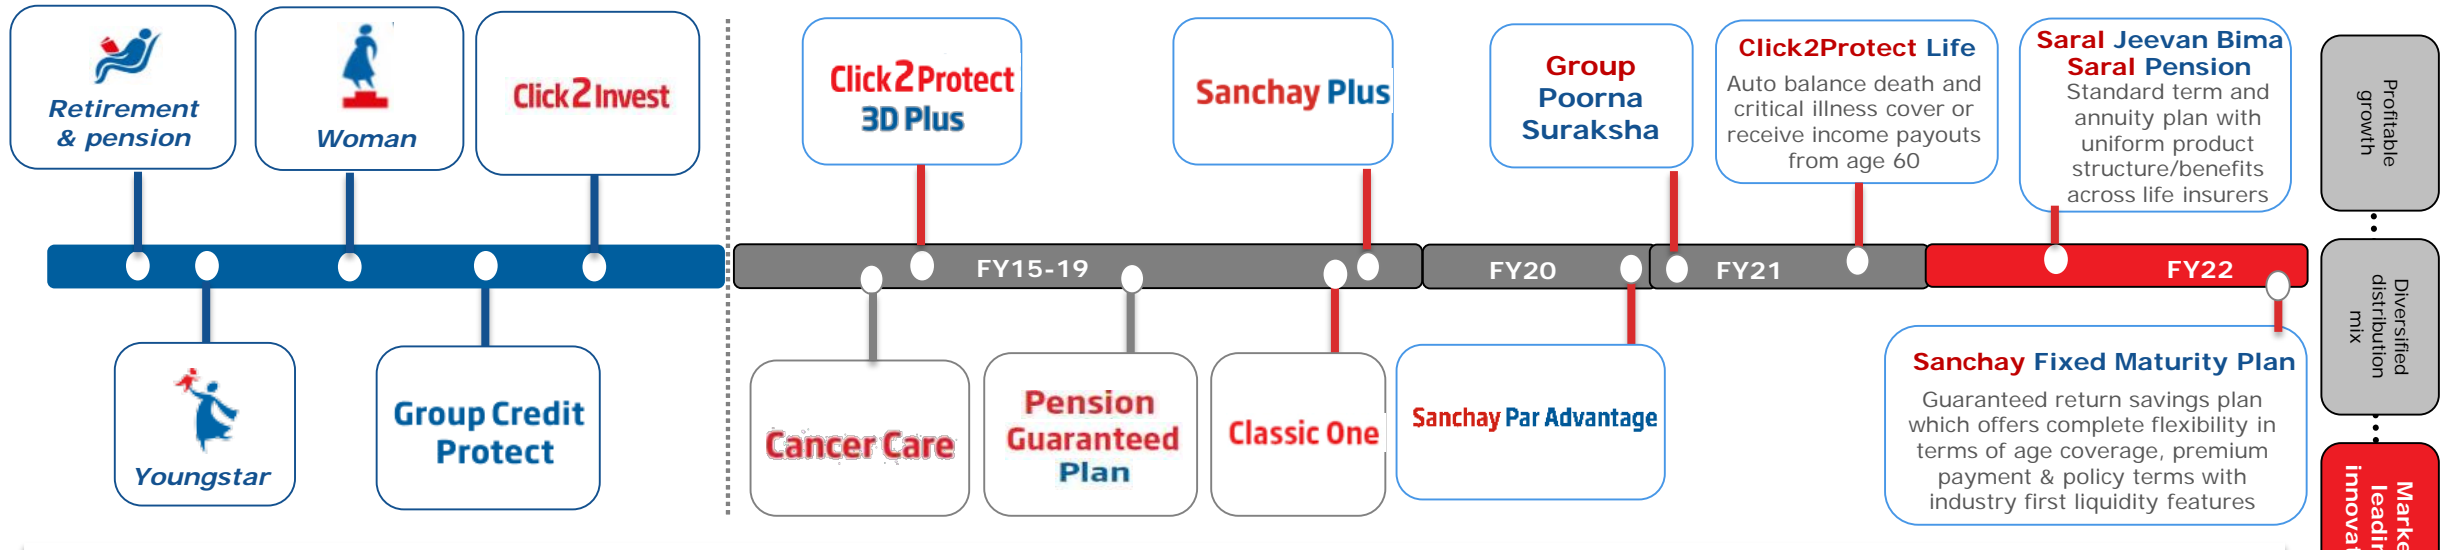 Retirement
& pension
Woman
Click2Invest
Youngstar
Group Credit
Protect
Click2Protect
3D Plus
Sanchay Plus
Group
Poorna
Suraksha
Click2Protect Life
Auto balance death and
critical illness cover or
receive income payouts
from age 60
Saral Jeevan Bima
Saral Pension
Standard term and
annuity plan with
uniform product
structure/benefits
across life insurers
FY15-19
FY20
FY21
FY22
Cancer Care
Pension
Guaranteed
Plan
Classic One
Sanchay Par Advantage
Sanchay Fixed Maturity Plan
Guaranteed return savings plan
which offers complete flexibility in
terms of age coverage, premium
payment & policy terms with
industry first liquidity features
Profitable
growth
Diversified
distribution
mix